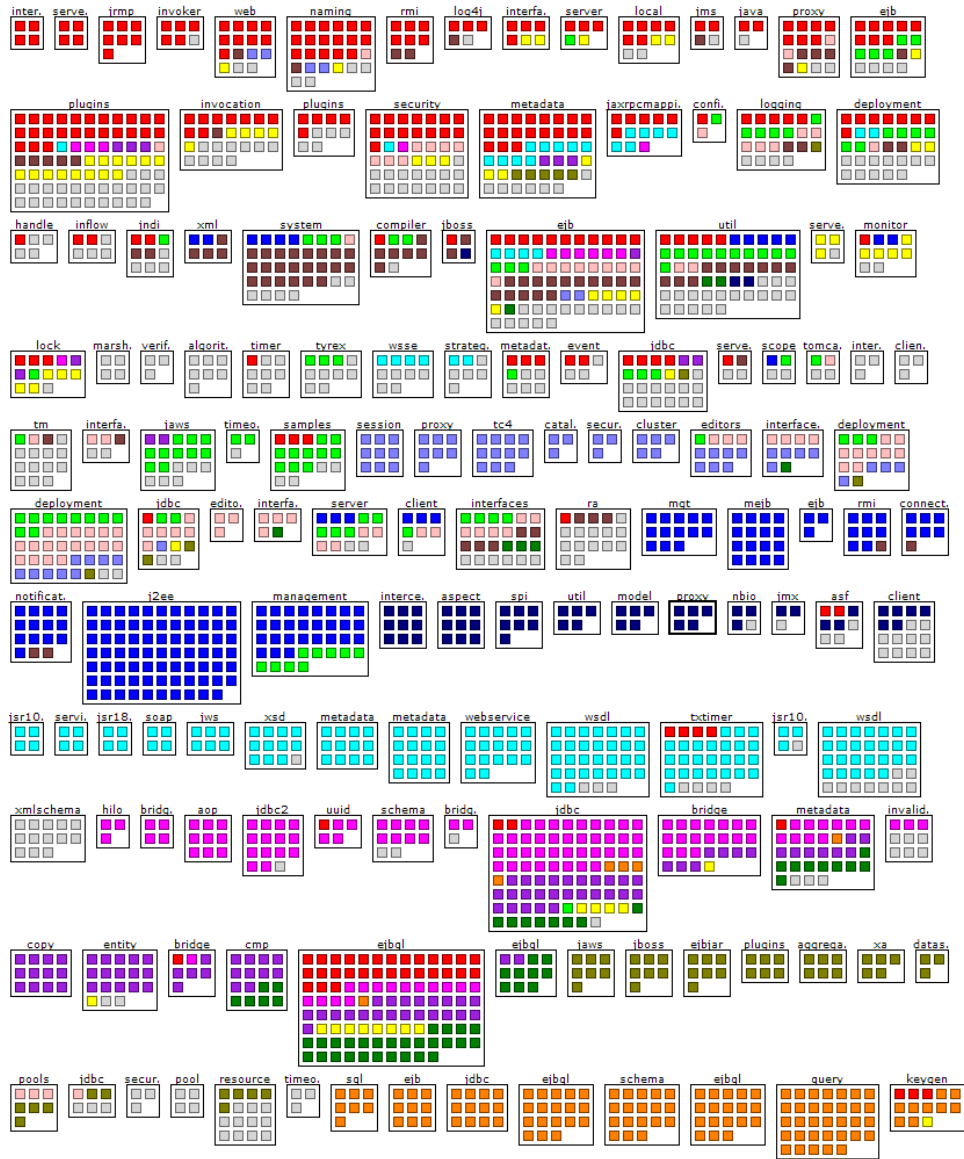 inter. serve. jrmp invoker web naming rmi log4j interfa. server local jms java proxy ejb
plugins invocation plugins security metadata jaxrpcmappi. confi. logging deployment
handle inflow jndi xml system compiler jboss ejb util serve. monitor
lock marsh. verif. algorit. timer tyrex wsse strateg. metadat. event jdbc serve. scope tomca. inter. clien.
tm interfa. jaws timeo. samples session proxy tc4 catal. secur. cluster editors interface. deployment
deployment jdbc edito. interfa. server client interfaces ra mgt mejb ejb rmi connect.
notificat. j2ee management interce. aspect spi util model proxy nbio jmx asf client
jsr10. servi. jsr18. soap jws xsd metadata metadata webservice wsdl txtimer jsr10. wsdl
xmlschema hilo bridg. aop jdbc2 uuid schema bridg. jdbc bridge metadata invalid.
copy entity bridge cmp ejbql ejbql jaws jboss ejbjar plugins aggrega. xa datas.
pools jdbc secur. pool resource timeo. sql ejb jdbc ejbql schema ejbql query keygen